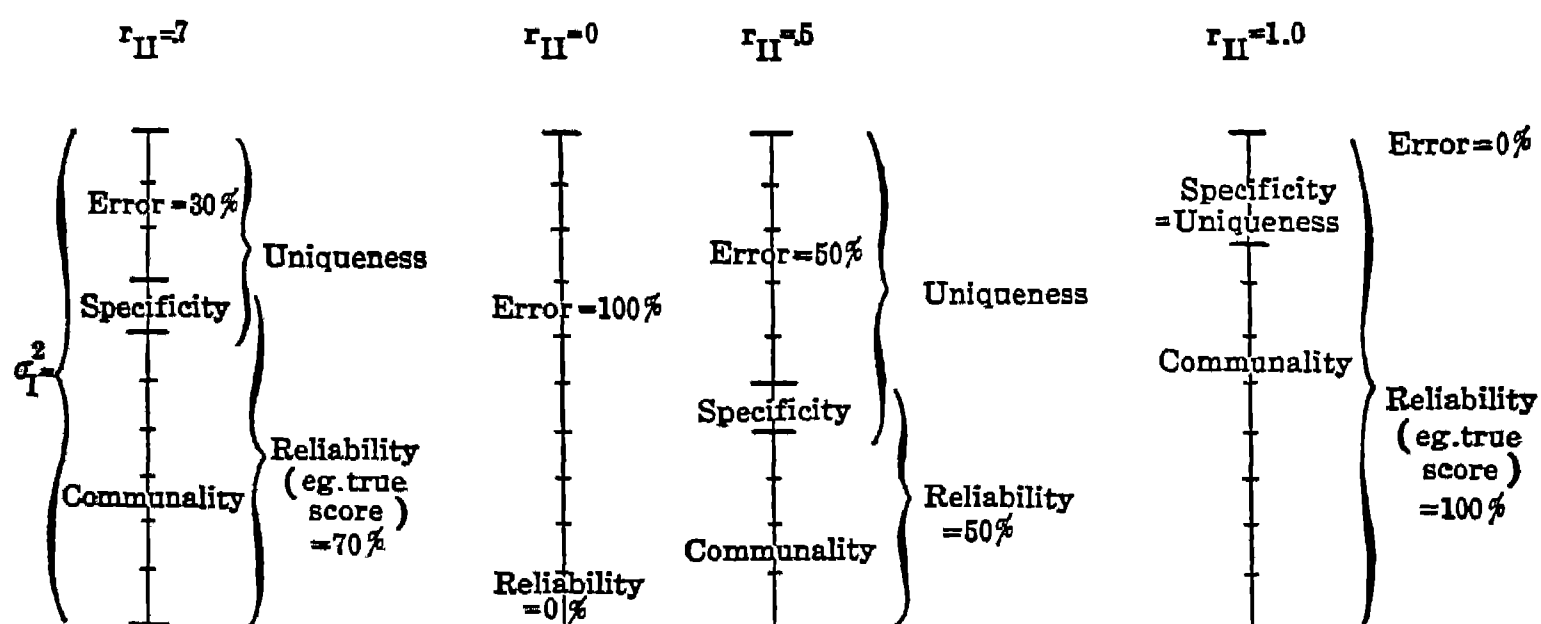 r_II=.7
r_II=0
r_II=.5
r_II=1.0
σ²_I=
Error=30%
Uniqueness
Specificity
Communality
Reliability
(eg.true
score )
=70%
Error=100%
Reliability
=0%
Error=50%
Uniqueness
Specificity
Communality
Reliability
=50%
Error=0%
Specificity
=Uniqueness
Communality
Reliability
(eg.true
score )
=100%